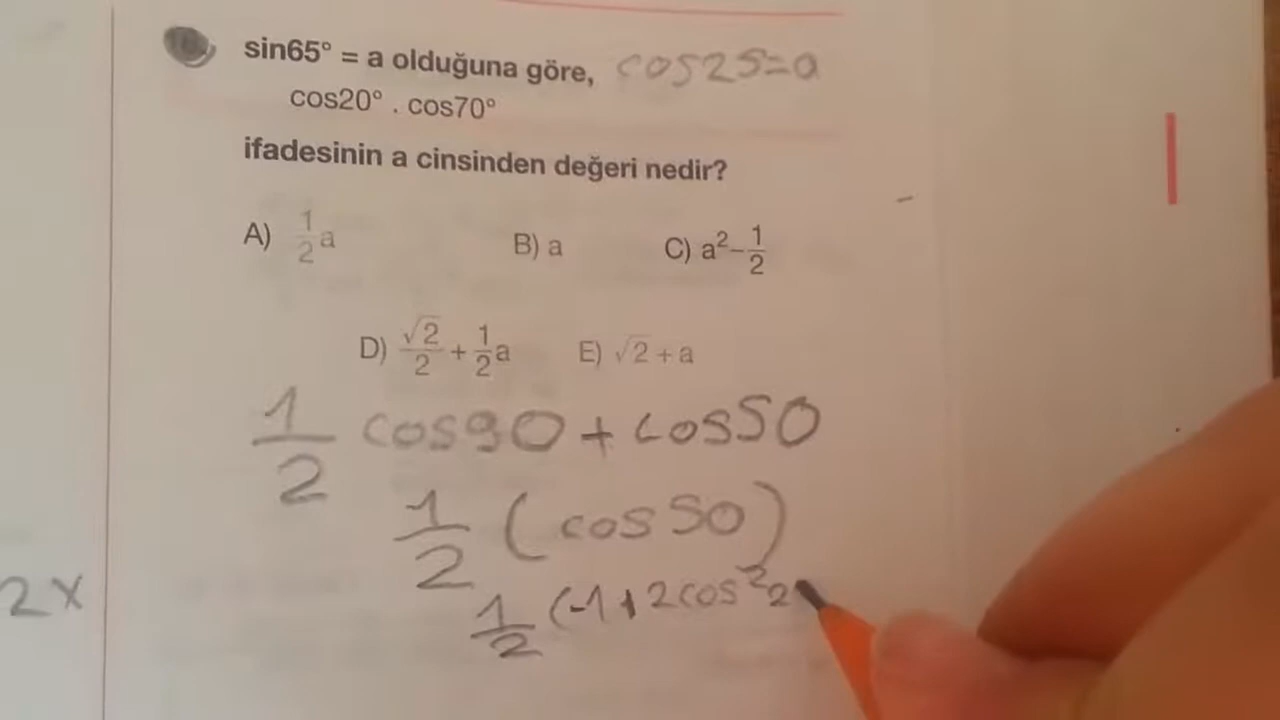 sin65° = a olduğuna göre, cos25=a
cos20° . cos70°
ifadesinin a cinsinden değeri nedir?
A) 1/2 a B) a C) a²-1/2
D) √2/2 + 1/2 a E) √2 + a
1/2 cos90 + cos50
1/2 (cos50)
2x
1/2 (-1+2cos²2